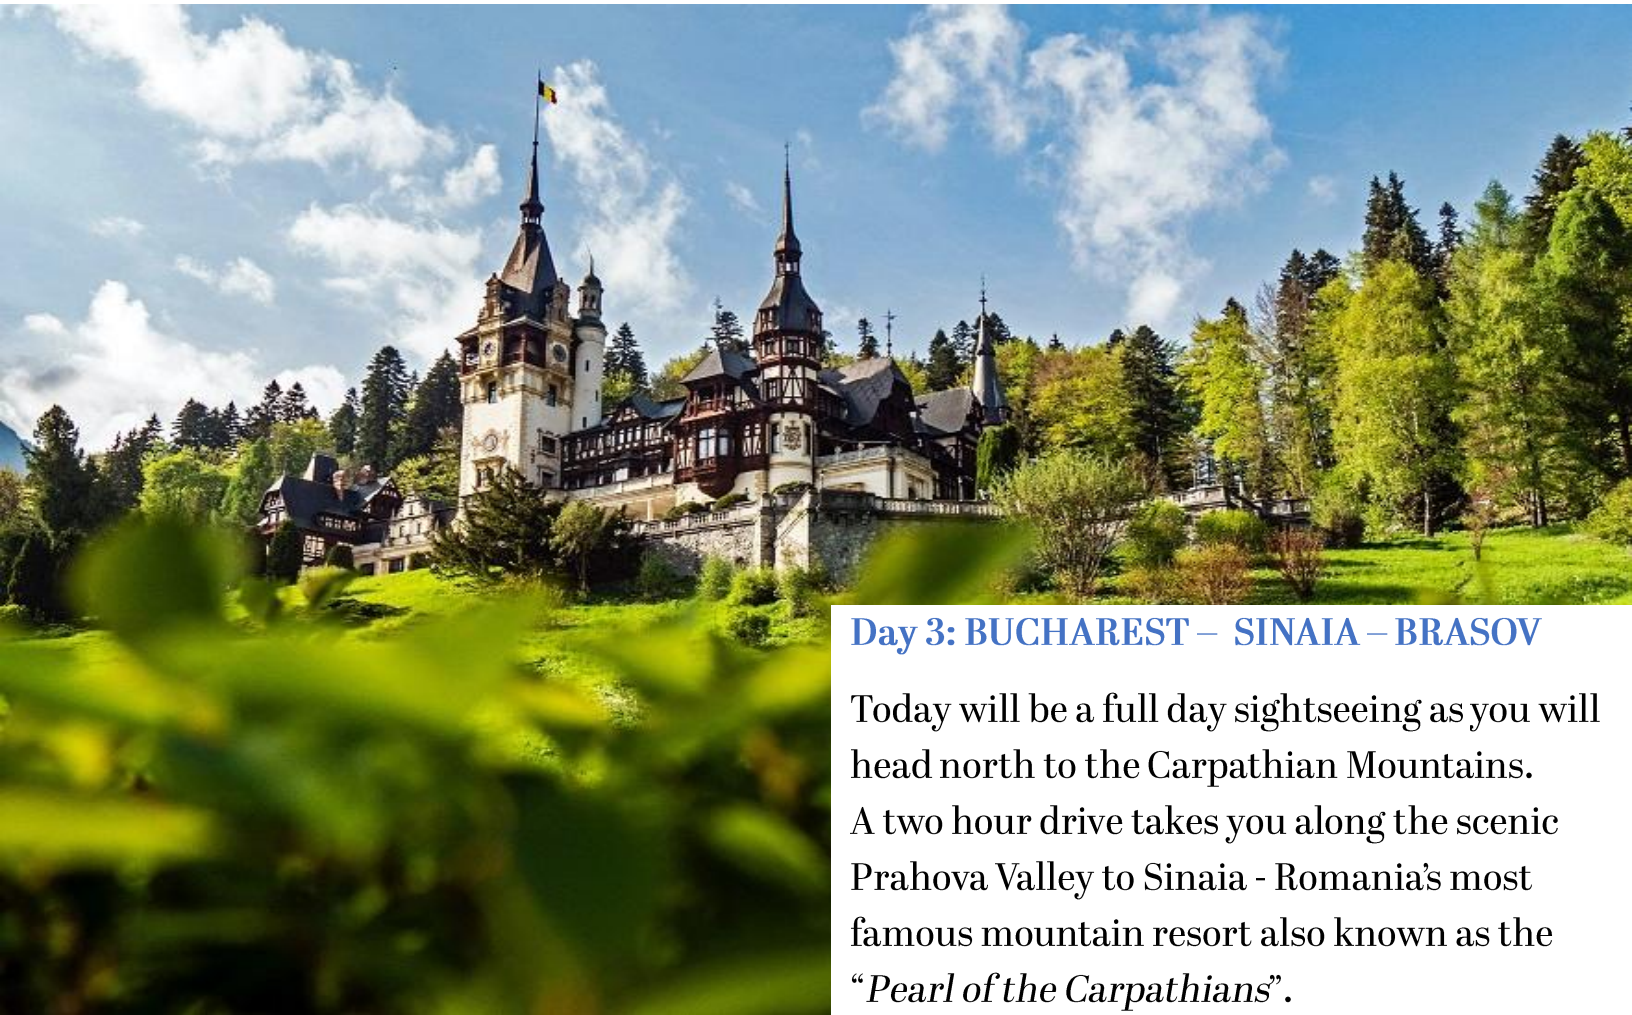 Day 3: BUCHAREST – SINAIA – BRASOV
Today will be a full day sightseeing as you will
head north to the Carpathian Mountains.
A two hour drive takes you along the scenic
Prahova Valley to Sinaia - Romania’s most
famous mountain resort also known as the
“Pearl of the Carpathians”.